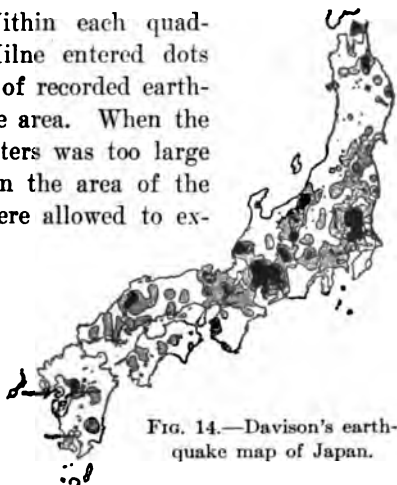 Within each quad-
Milne entered dots
of recorded earth-
e area. When the
ters was too large
n the area of the
ere allowed to ex-
FIG. 14.—Davison's earth-
quake map of Japan.